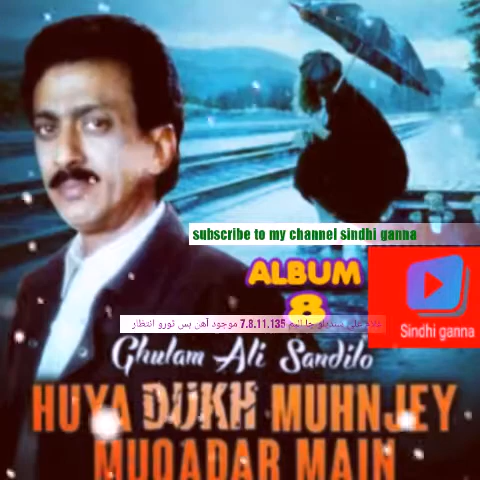 subscribe to my channel sindhi ganna
ALBUM
8
Sindhi ganna
7.8.11.135 موجود آهن بس ٿورو انتظار
Ghulam Ali Sandilo
HUYA DUKH MUHNJEY
MUQADAR MAIN